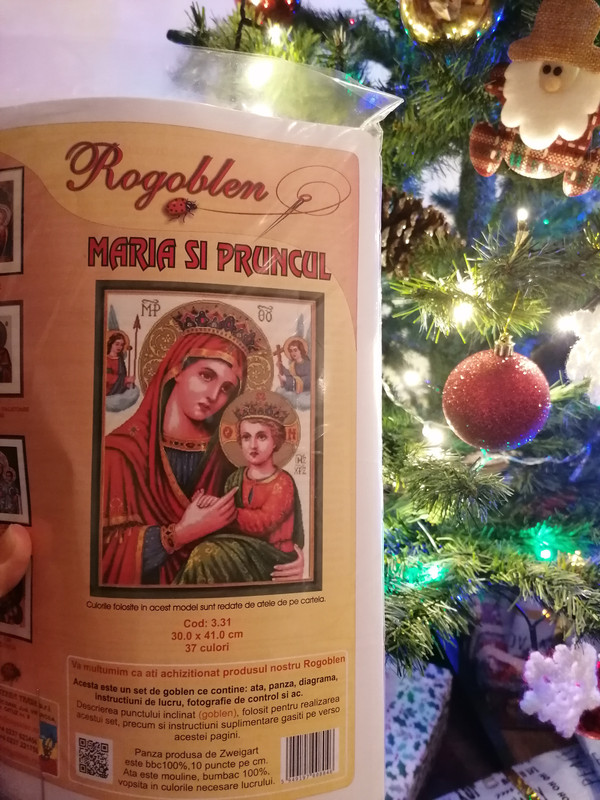 Rogoblen
MARIA SI PRUNCUL
MP
ΘΟ
Culorile folosite in acest model sunt redate de atele de pe cartela.
Cod: 3.31
30.0 x 41.0 cm
37 culori
Va multumim ca ati achizitionat produsul nostru Rogoblen
Acesta este un set de goblen ce contine: ata, panza, diagrama,
instructiuni de lucru, fotografie de control si ac.
Descrierea punctului inclinat (goblen), folosit pentru realizarea
acestui set, precum si instructiuni suplimentare gasiti pe verso
acestei pagini.
Panza produsa de Zweigart
este bbc100%,10 puncte pe cm.
Ata este mouline, bumbac 100%,
vopsita in culorile necesare lucrului.